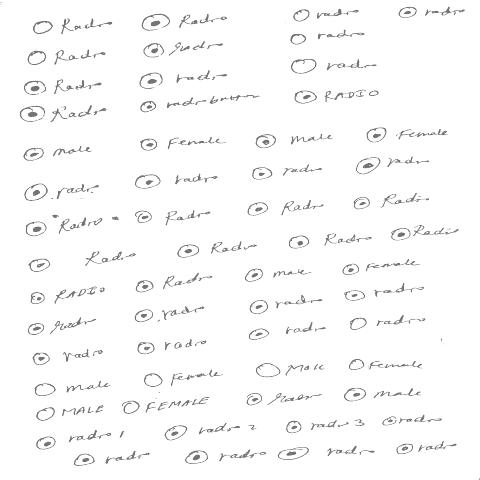 Radio Radio radio radio
Radio Radio radio
Radio radio radio
Radio radio button RADIO
male Female male Female
radio radio radio radio
"Radio" Radio Radio Radio
Radio Radio Radio Radio
RADIO Radio male Female
Radio radio radio radio
radio radio radio radio
male Female Male Female
MALE FEMALE Radio male
radio 1 radio 2 radio 3 radio
radio radio radio radio